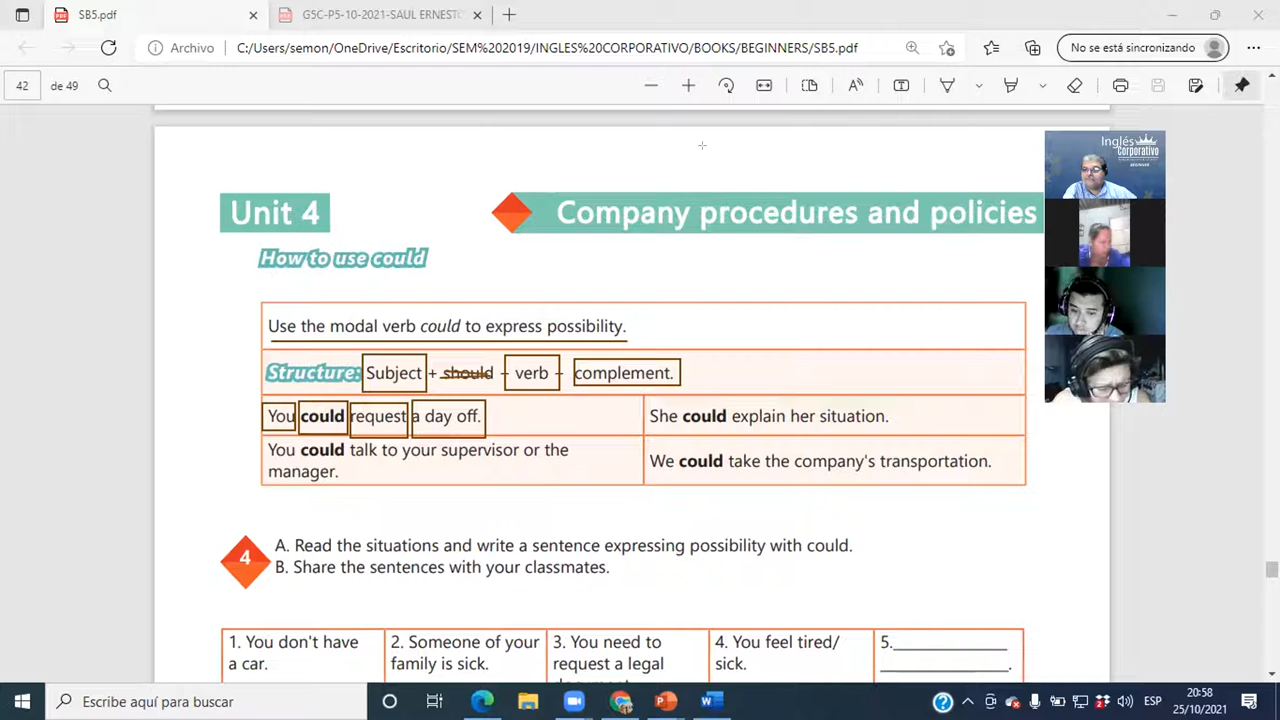 SB5.pdf
G5C-P5-10-2021-SAUL ERNESTO
Archivo
C:/Users/semon/OneDrive/Escritorio/SEM%202019/INGLES%20CORPORATIVO/BOOKS/BEGINNERS/SB5.pdf
No se está sincronizando
42
de 49
Inglés
Corporativo
BEGINNER
Unit 4
Company procedures and policies
How to use could
Use the modal verb could to express possibility.
Structure: Subject + should + verb + complement.
You could request a day off.
She could explain her situation.
You could talk to your supervisor or the
manager.
We could take the company's transportation.
4
A. Read the situations and write a sentence expressing possibility with could.
B. Share the sentences with your classmates.
1. You don't have
a car.
2. Someone of your
family is sick.
3. You need to
request a legal
4. You feel tired/
sick.
5.____________
______________.
Escribe aquí para buscar
ESP
20:58
25/10/2021